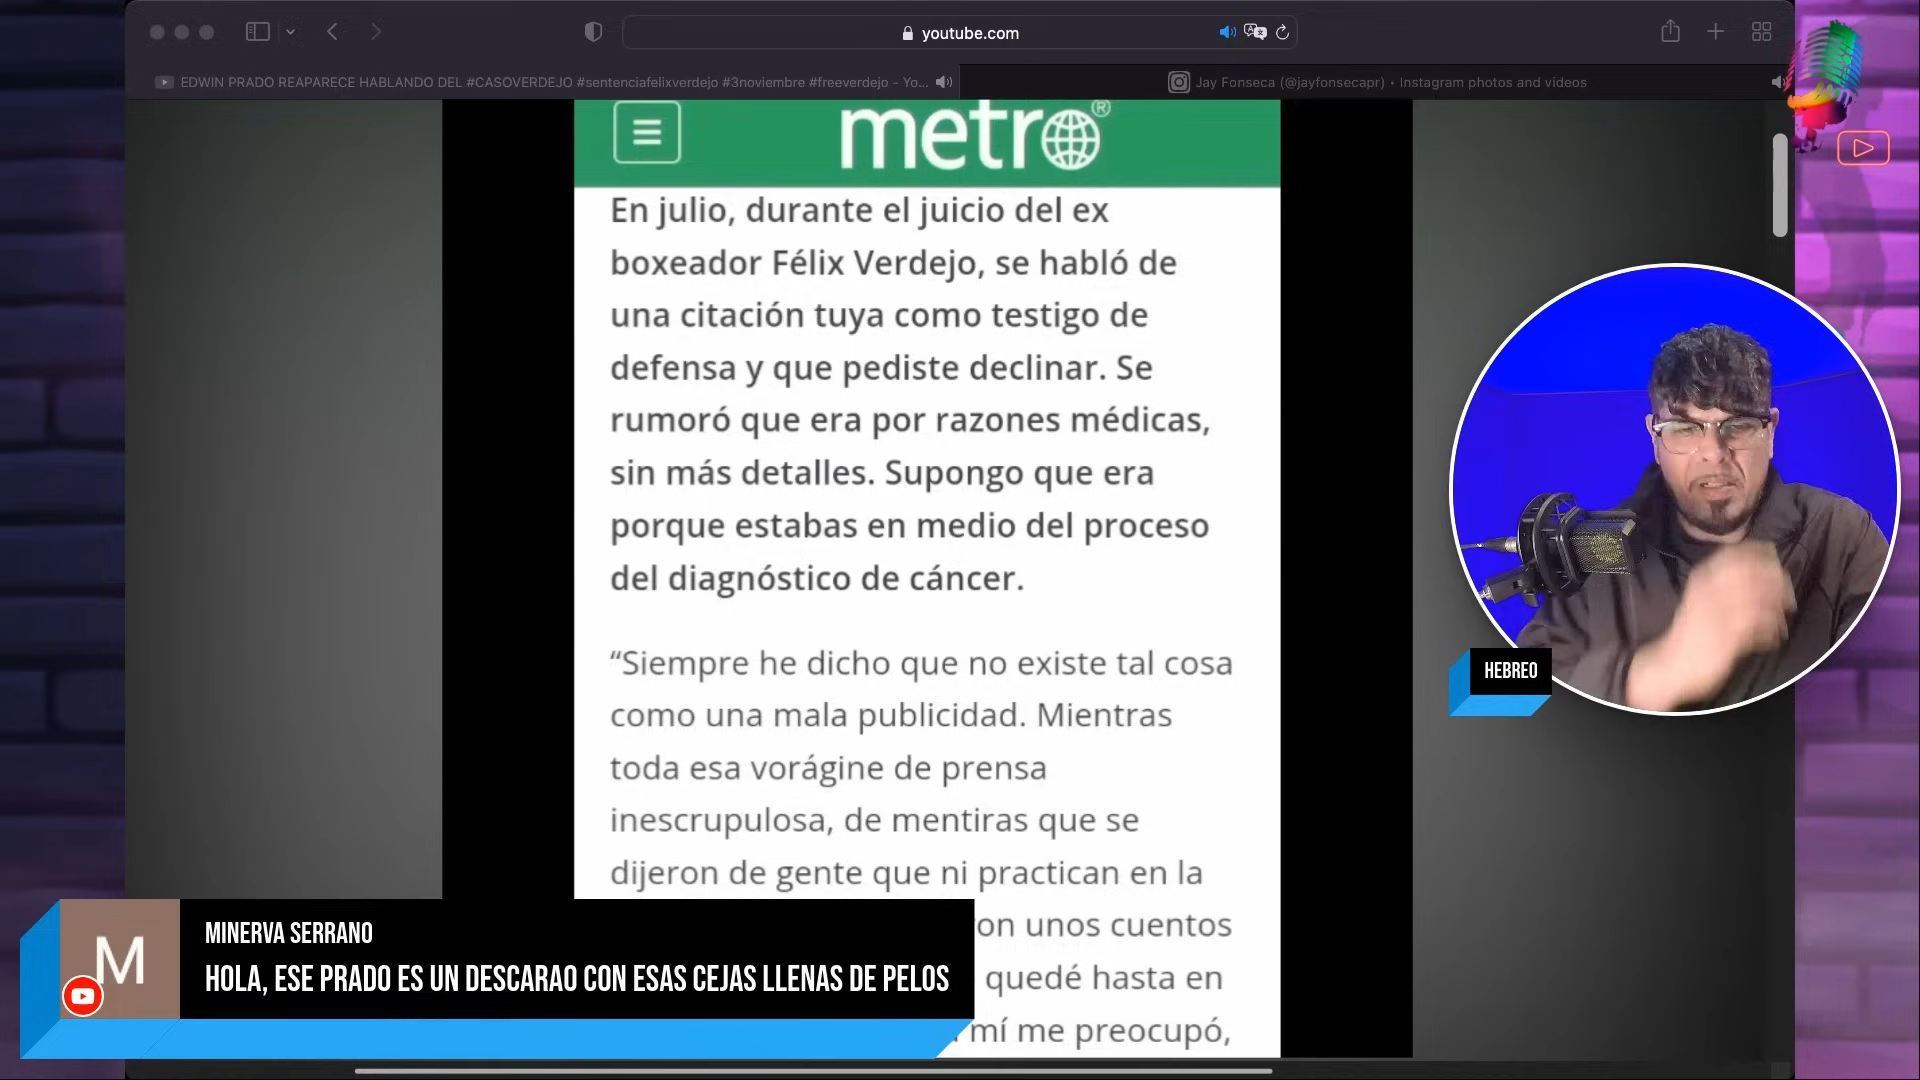 youtube.com
EDWIN PRADO REAPARECE HABLANDO DEL #CASOVERDEJO #sentenciafelixverdejo #3noviembre #freeverdejo - Yo...
Jay Fonseca (@jayfonsecapr) • Instagram photos and videos
metro®
En julio, durante el juicio del ex
boxeador Félix Verdejo, se habló de
una citación tuya como testigo de
defensa y que pediste declinar. Se
rumoró que era por razones médicas,
sin más detalles. Supongo que era
porque estabas en medio del proceso
del diagnóstico de cáncer.
“Siempre he dicho que no existe tal cosa
como una mala publicidad. Mientras
toda esa vorágine de prensa
inescrupulosa, de mentiras que se
dijeron de gente que ni practican en la
on unos cuentos
quedé hasta en
mí me preocupó,
HEBREO
M
MINERVA SERRANO
HOLA, ESE PRADO ES UN DESCARAO CON ESAS CEJAS LLENAS DE PELOS